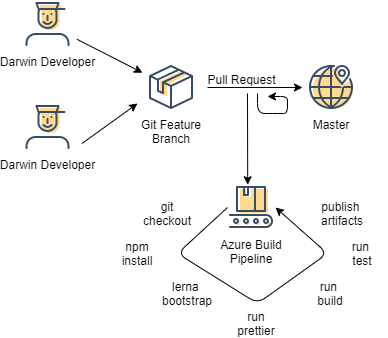 Darwin Developer
Pull Request
Git Feature
Branch
Master
Darwin Developer
git
checkout
publish
artifacts
Azure Build
Pipeline
npm
install
run
test
lerna
bootstrap
run
build
run
prettier